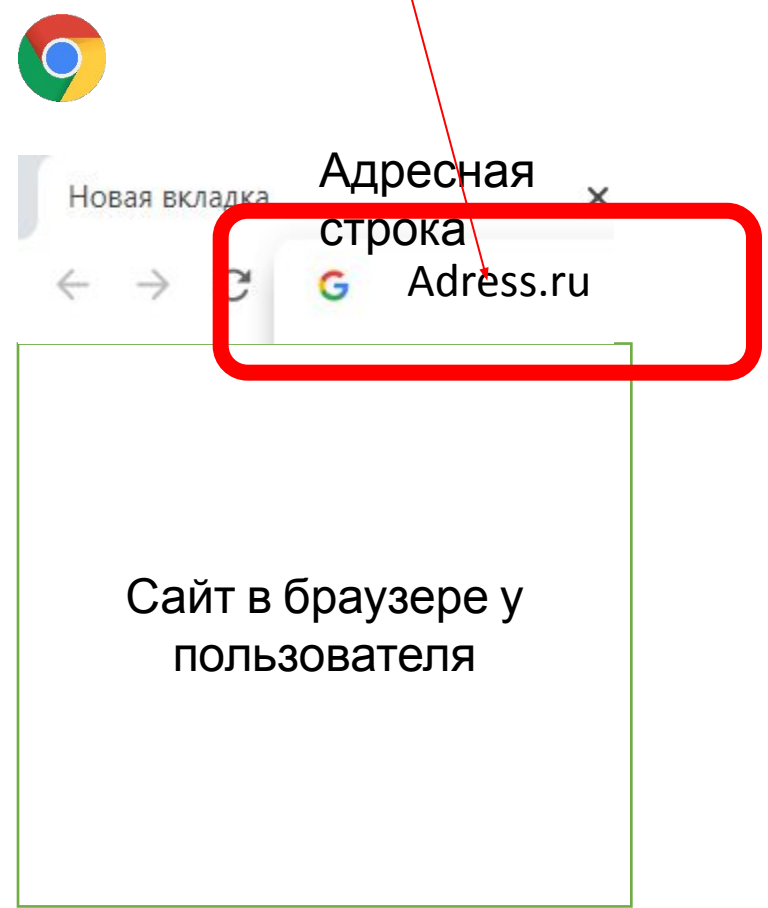 Новая вкладка
Адресная
строка
Adress.ru
Сайт в браузере у
пользователя